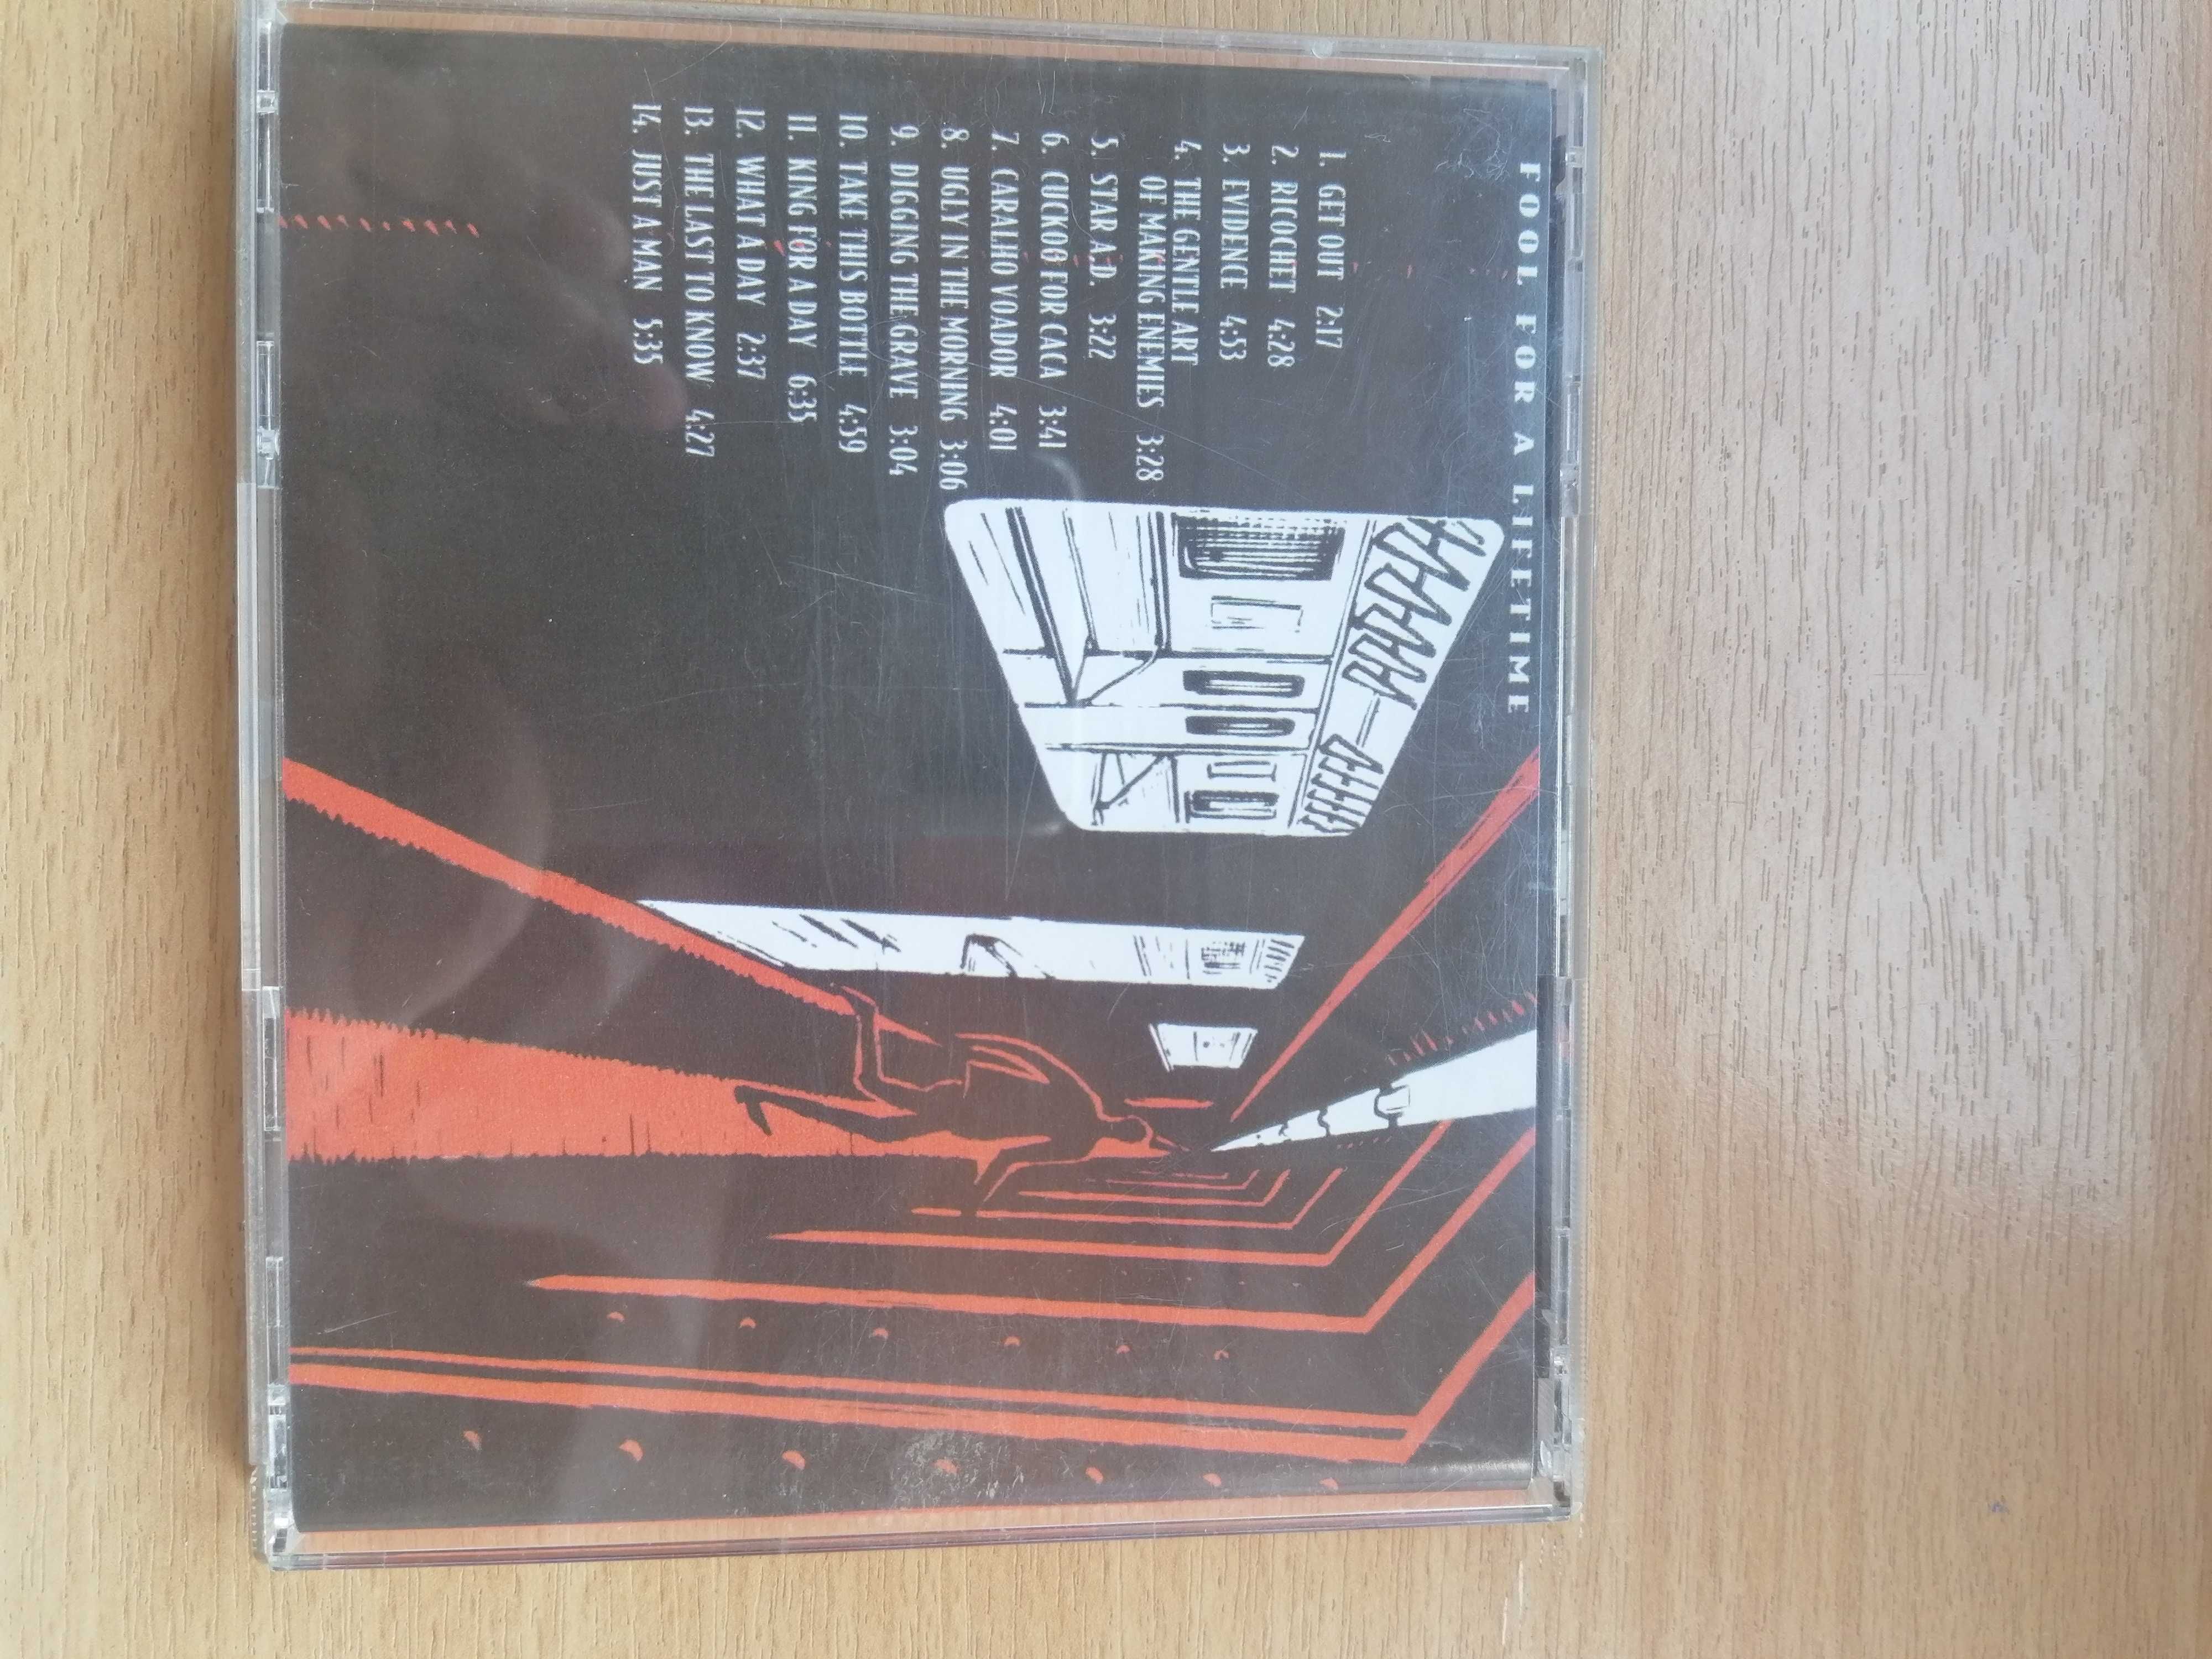 FOOL FOR A LIFETIME
1. GET OUT 2:17
2. RICOCHET 4:28
3. EVIDENCE 4:53
4. THE GENTLE ART
OF MAKING ENEMIES 3:28
5. STAR A.D. 3:22
6. CUCKOO FOR CACA 3:41
7. CARALHO VOADOR 4:01
8. UGLY IN THE MORNING 3:06
9. DIGGING THE GRAVE 3:04
10. TAKE THIS BOTTLE 4:59
11. KING FOR A DAY 6:35
12. WHAT A DAY 2:37
13. THE LAST TO KNOW 4:27
14. JUST A MAN 5:35